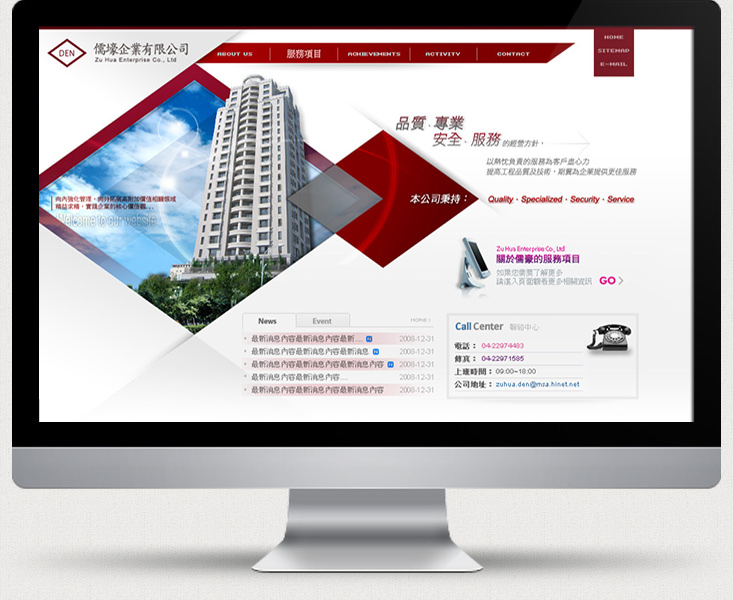 DEN
儒壕企業有限公司
Zu Hua Enterprise Co., Ltd
ABOUT US
服務項目
ACHIEVEMENTS
ACTIVITY
CONTACT
HOME
SITEMAP
E-MAIL
品質、專業
安全、服務 的經營方針，
以熱忱負責的服務為客戶盡心力
提高工程品質及技術，期冀為企業提供更佳服務
本公司秉持：
Quality、Specialized、Security、Service
向內強化管理，向外拓展高附加價值相關領域
精益求精，實踐企業的核心價值觀...
Welcome to our website
Zu Hua Enterprise Co., Ltd
關於儒豪的服務項目
如果您需要了解更多
請進入頁面觀看更多相關資訊 GO
News
Event
MORE
最新消息內容最新消息內容最新.... N 2008-12-31
最新消息內容最新消息內容最新消息 N 2008-12-31
最新消息內容最新消息內容最新消息內容 N 2008-12-31
最新消息內容最新消息內容.... 2008-12-31
最新消息內容最新消息內容最新消息內容 2008-12-31
Call Center 聯絡中心
電話： 04-22974493
傳真： 04-22971585
上班時間： 09:00~18:00
公司地址： zuhua.den@msa.hinet.net